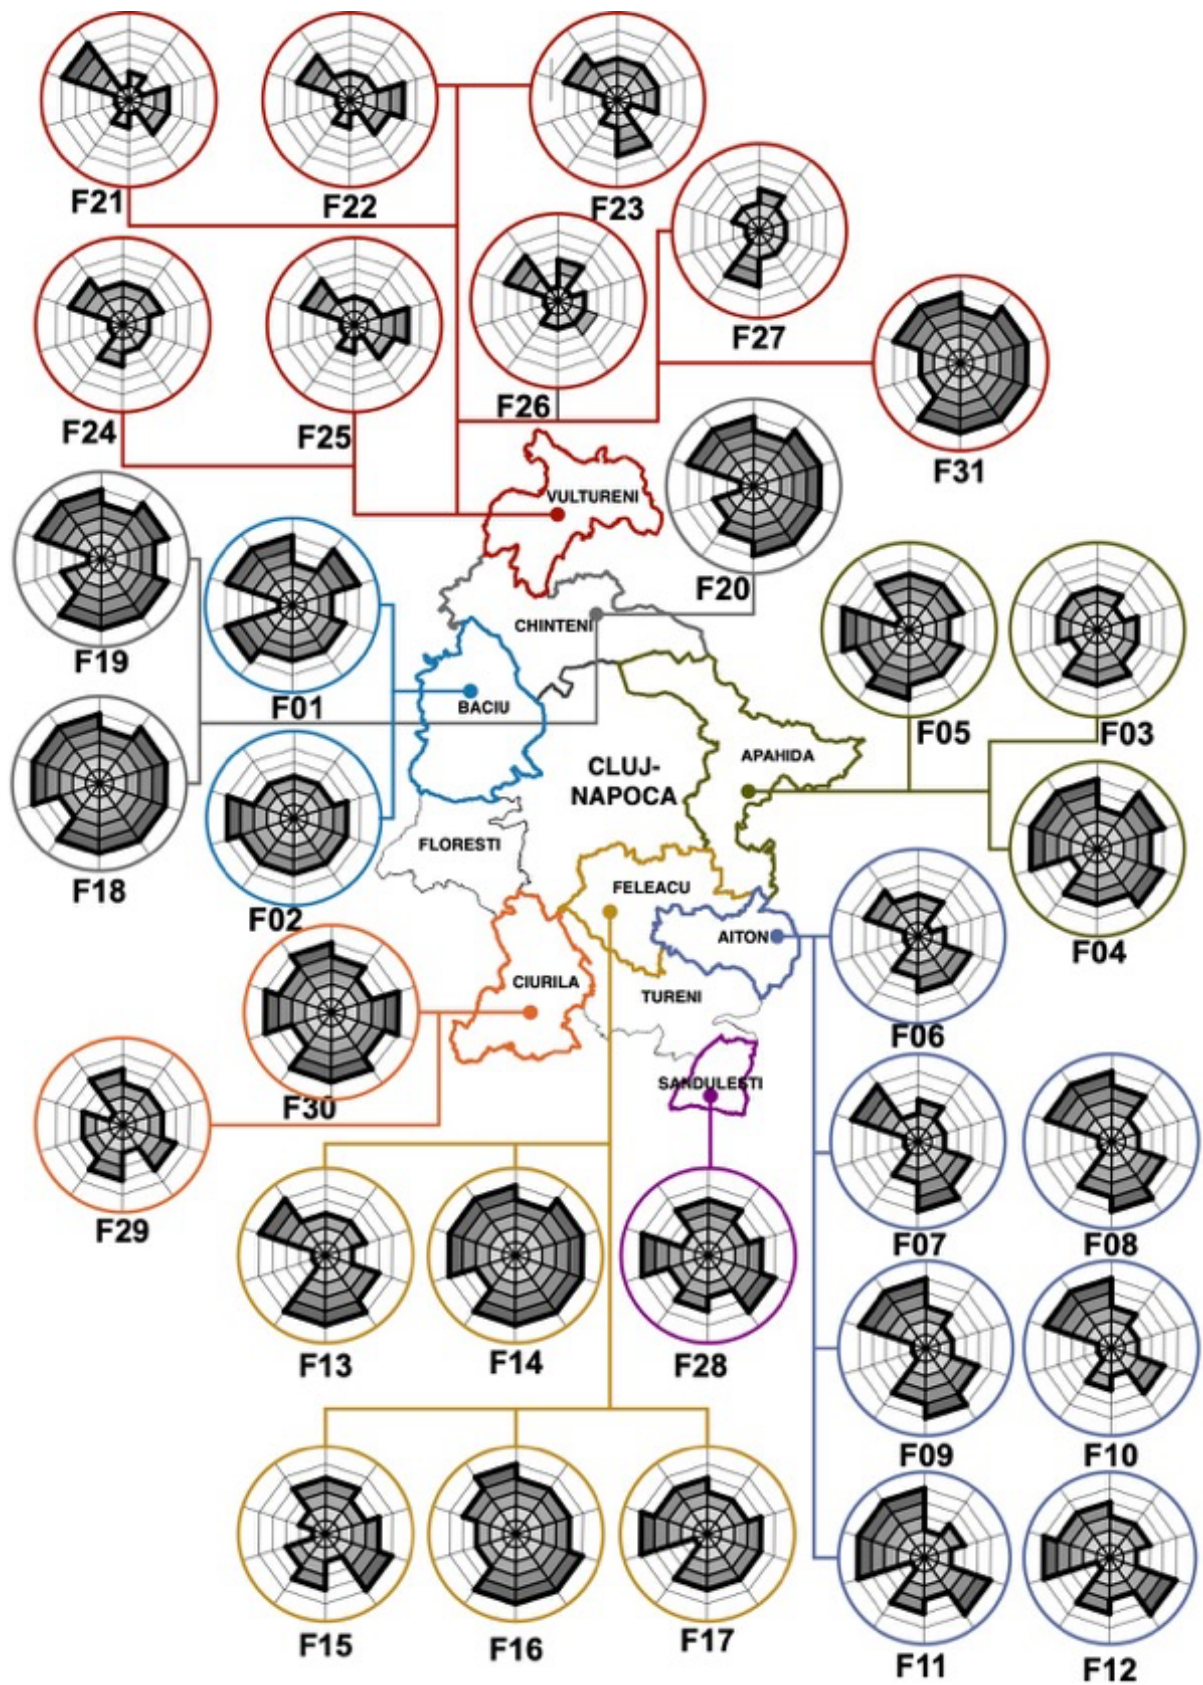 F21
F22
F23
F27
F24
F25
F26
F31
VULTURENI
F20
CHINTENI
F19
F01
BACIU
F05
F03
APAHIDA
CLUJ-
NAPOCA
FLORESTI
F18
F02
FELEACU
F04
AITON
CIURILA
TURENI
F06
SANDULESTI
F30
F29
F07
F08
F13
F14
F28
F09
F10
F15
F16
F17
F11
F12